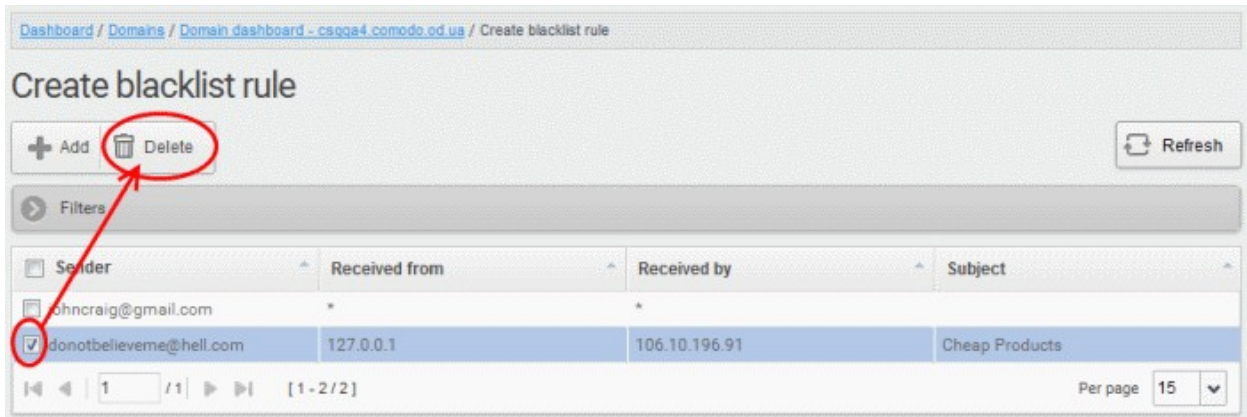 Dashboard / Domains / Domain dashboard - csgqa4.comodo.od.ua / Create blacklist rule
Create blacklist rule
Add Delete Refresh
Filters
Sender Received from Received by Subject
johncraig@gmail.com * *
donotbelieveme@hell.com 127.0.0.1 106.10.196.91 Cheap Products
1 / 1 [ 1 - 2 / 2 ] Per page 15